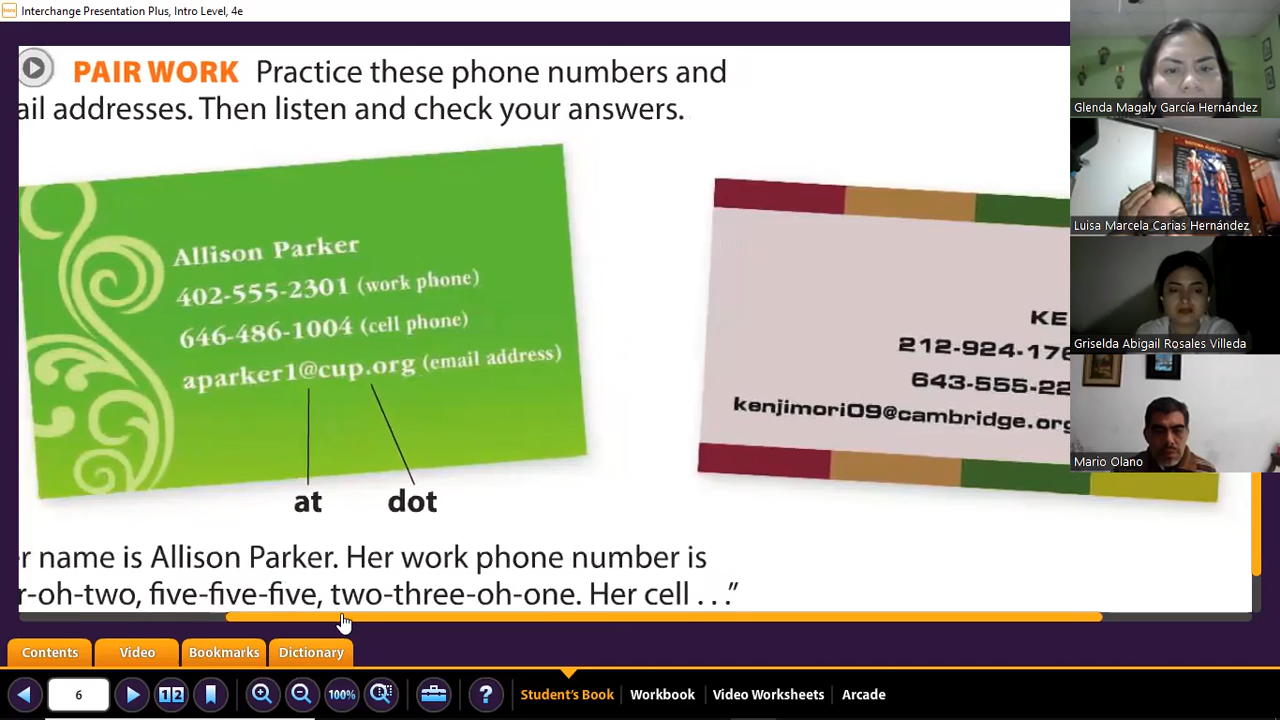 Interchange Presentation Plus, Intro Level, 4e
PAIR WORK Practice these phone numbers and
ail addresses. Then listen and check your answers.
Allison Parker
402-555-2301 (work phone)
646-486-1004 (cell phone)
aparker1@cup.org (email address)
at dot
KE
212-924-176
643-555-22
kenjimori09@cambridge.org
r name is Allison Parker. Her work phone number is
r-oh-two, five-five-five, two-three-oh-one. Her cell . . .”
Glenda Magaly García Hernández
Luisa Marcela Carias Hernández
Griselda Abigail Rosales Villeda
Mario Olano
Contents Video Bookmarks Dictionary
6 12 100% ? Student's Book Workbook Video Worksheets Arcade